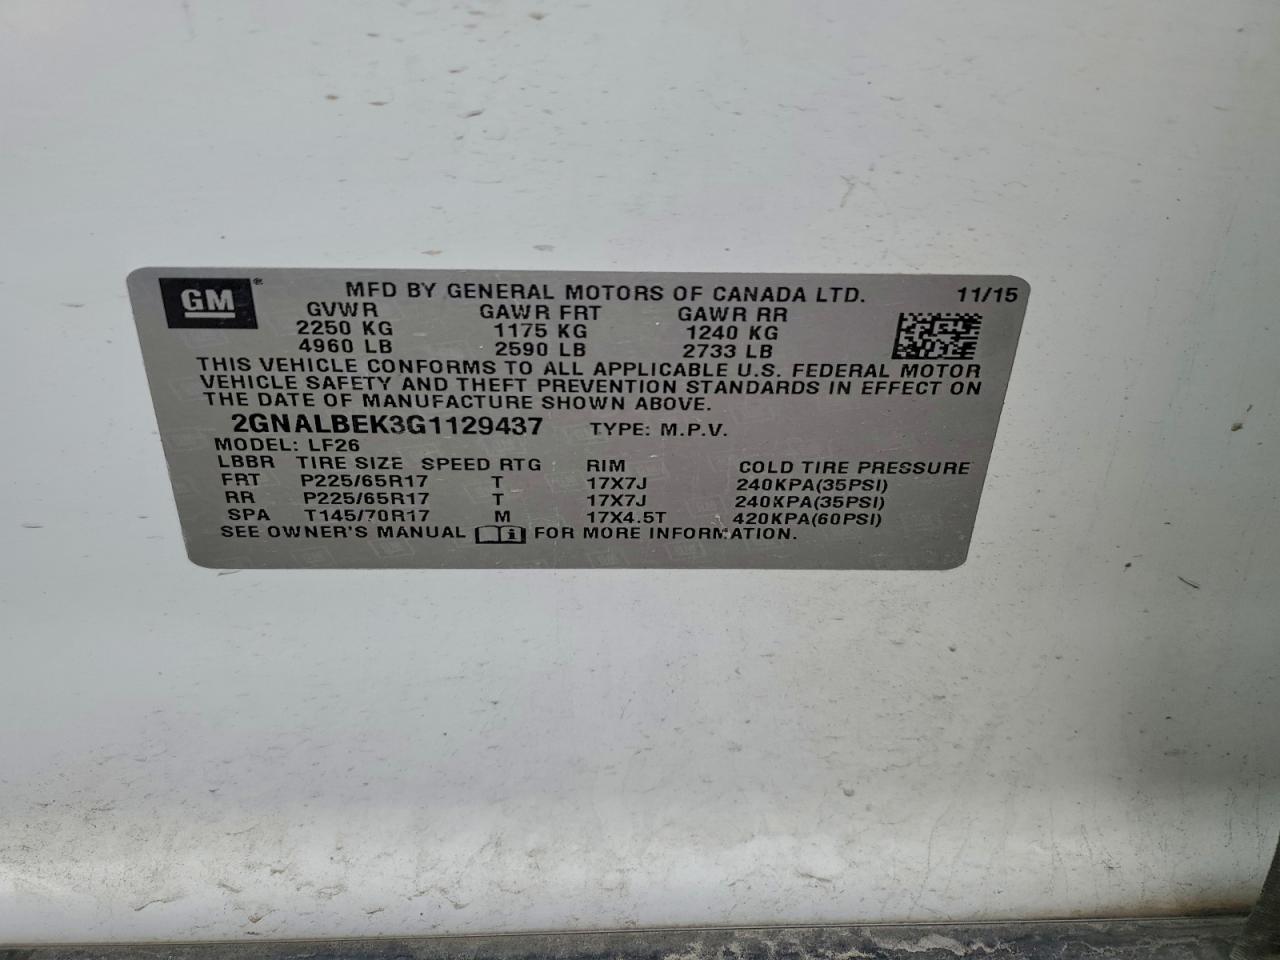 GM® MFD BY GENERAL MOTORS OF CANADA LTD. 11/15
GVWR GAWR FRT GAWR RR
2250 KG 1175 KG 1240 KG
4960 LB 2590 LB 2733 LB
THIS VEHICLE CONFORMS TO ALL APPLICABLE U.S. FEDERAL MOTOR
VEHICLE SAFETY AND THEFT PREVENTION STANDARDS IN EFFECT ON
THE DATE OF MANUFACTURE SHOWN ABOVE.
2GNALBEK3G1129437 TYPE: M.P.V.
MODEL: LF26
LBBR TIRE SIZE SPEED RTG RIM COLD TIRE PRESSURE
FRT P225/65R17 T 17X7J 240KPA(35PSI)
RR P225/65R17 T 17X7J 240KPA(35PSI)
SPA T145/70R17 M 17X4.5T 420KPA(60PSI)
SEE OWNER'S MANUAL i FOR MORE INFORMATION.